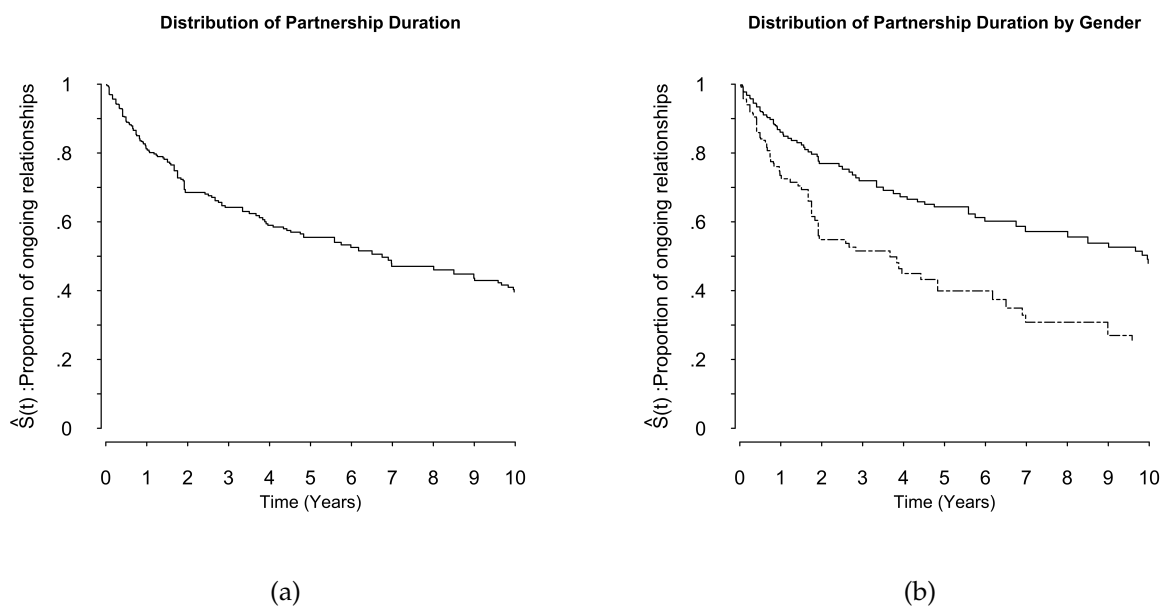 Distribution of Partnership Duration
Ŝ(t) :Proportion of ongoing relationships
1
.8
.6
.4
.2
0
0 1 2 3 4 5 6 7 8 9 10
Time (Years)
(a)
Distribution of Partnership Duration by Gender
Ŝ(t) :Proportion of ongoing relationships
1
.8
.6
.4
.2
0
0 1 2 3 4 5 6 7 8 9 10
Time (Years)
(b)